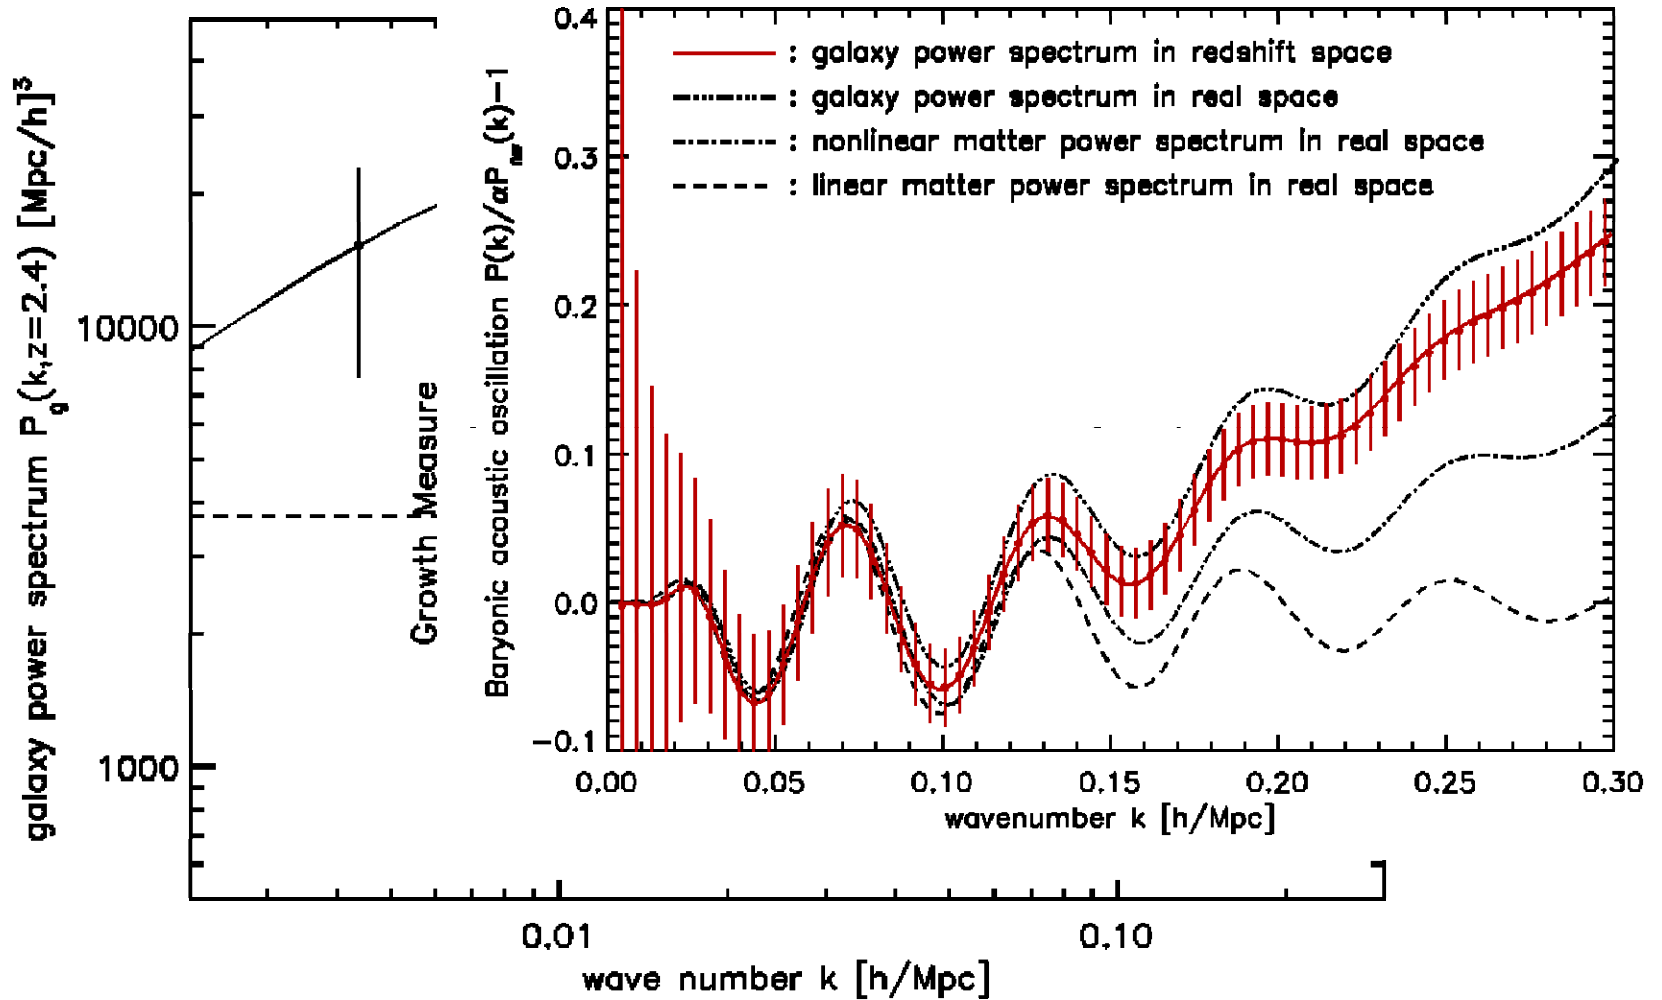 galaxy power spectrum P_g(k,z=2.4) [Mpc/h]^3
10000
1000
Growth Measure
Baryonic acoustic oscillation P(k)/αP_nw(k)−1
0.4
0.3
0.2
0.1
0.0
−0.1
: galaxy power spectrum in redshift space
: galaxy power spectrum in real space
: nonlinear matter power spectrum in real space
: linear matter power spectrum in real space
0.00 0.05 0.10 0.15 0.20 0.25 0.30
wavenumber k [h/Mpc]
0.01 0.10
wave number k [h/Mpc]